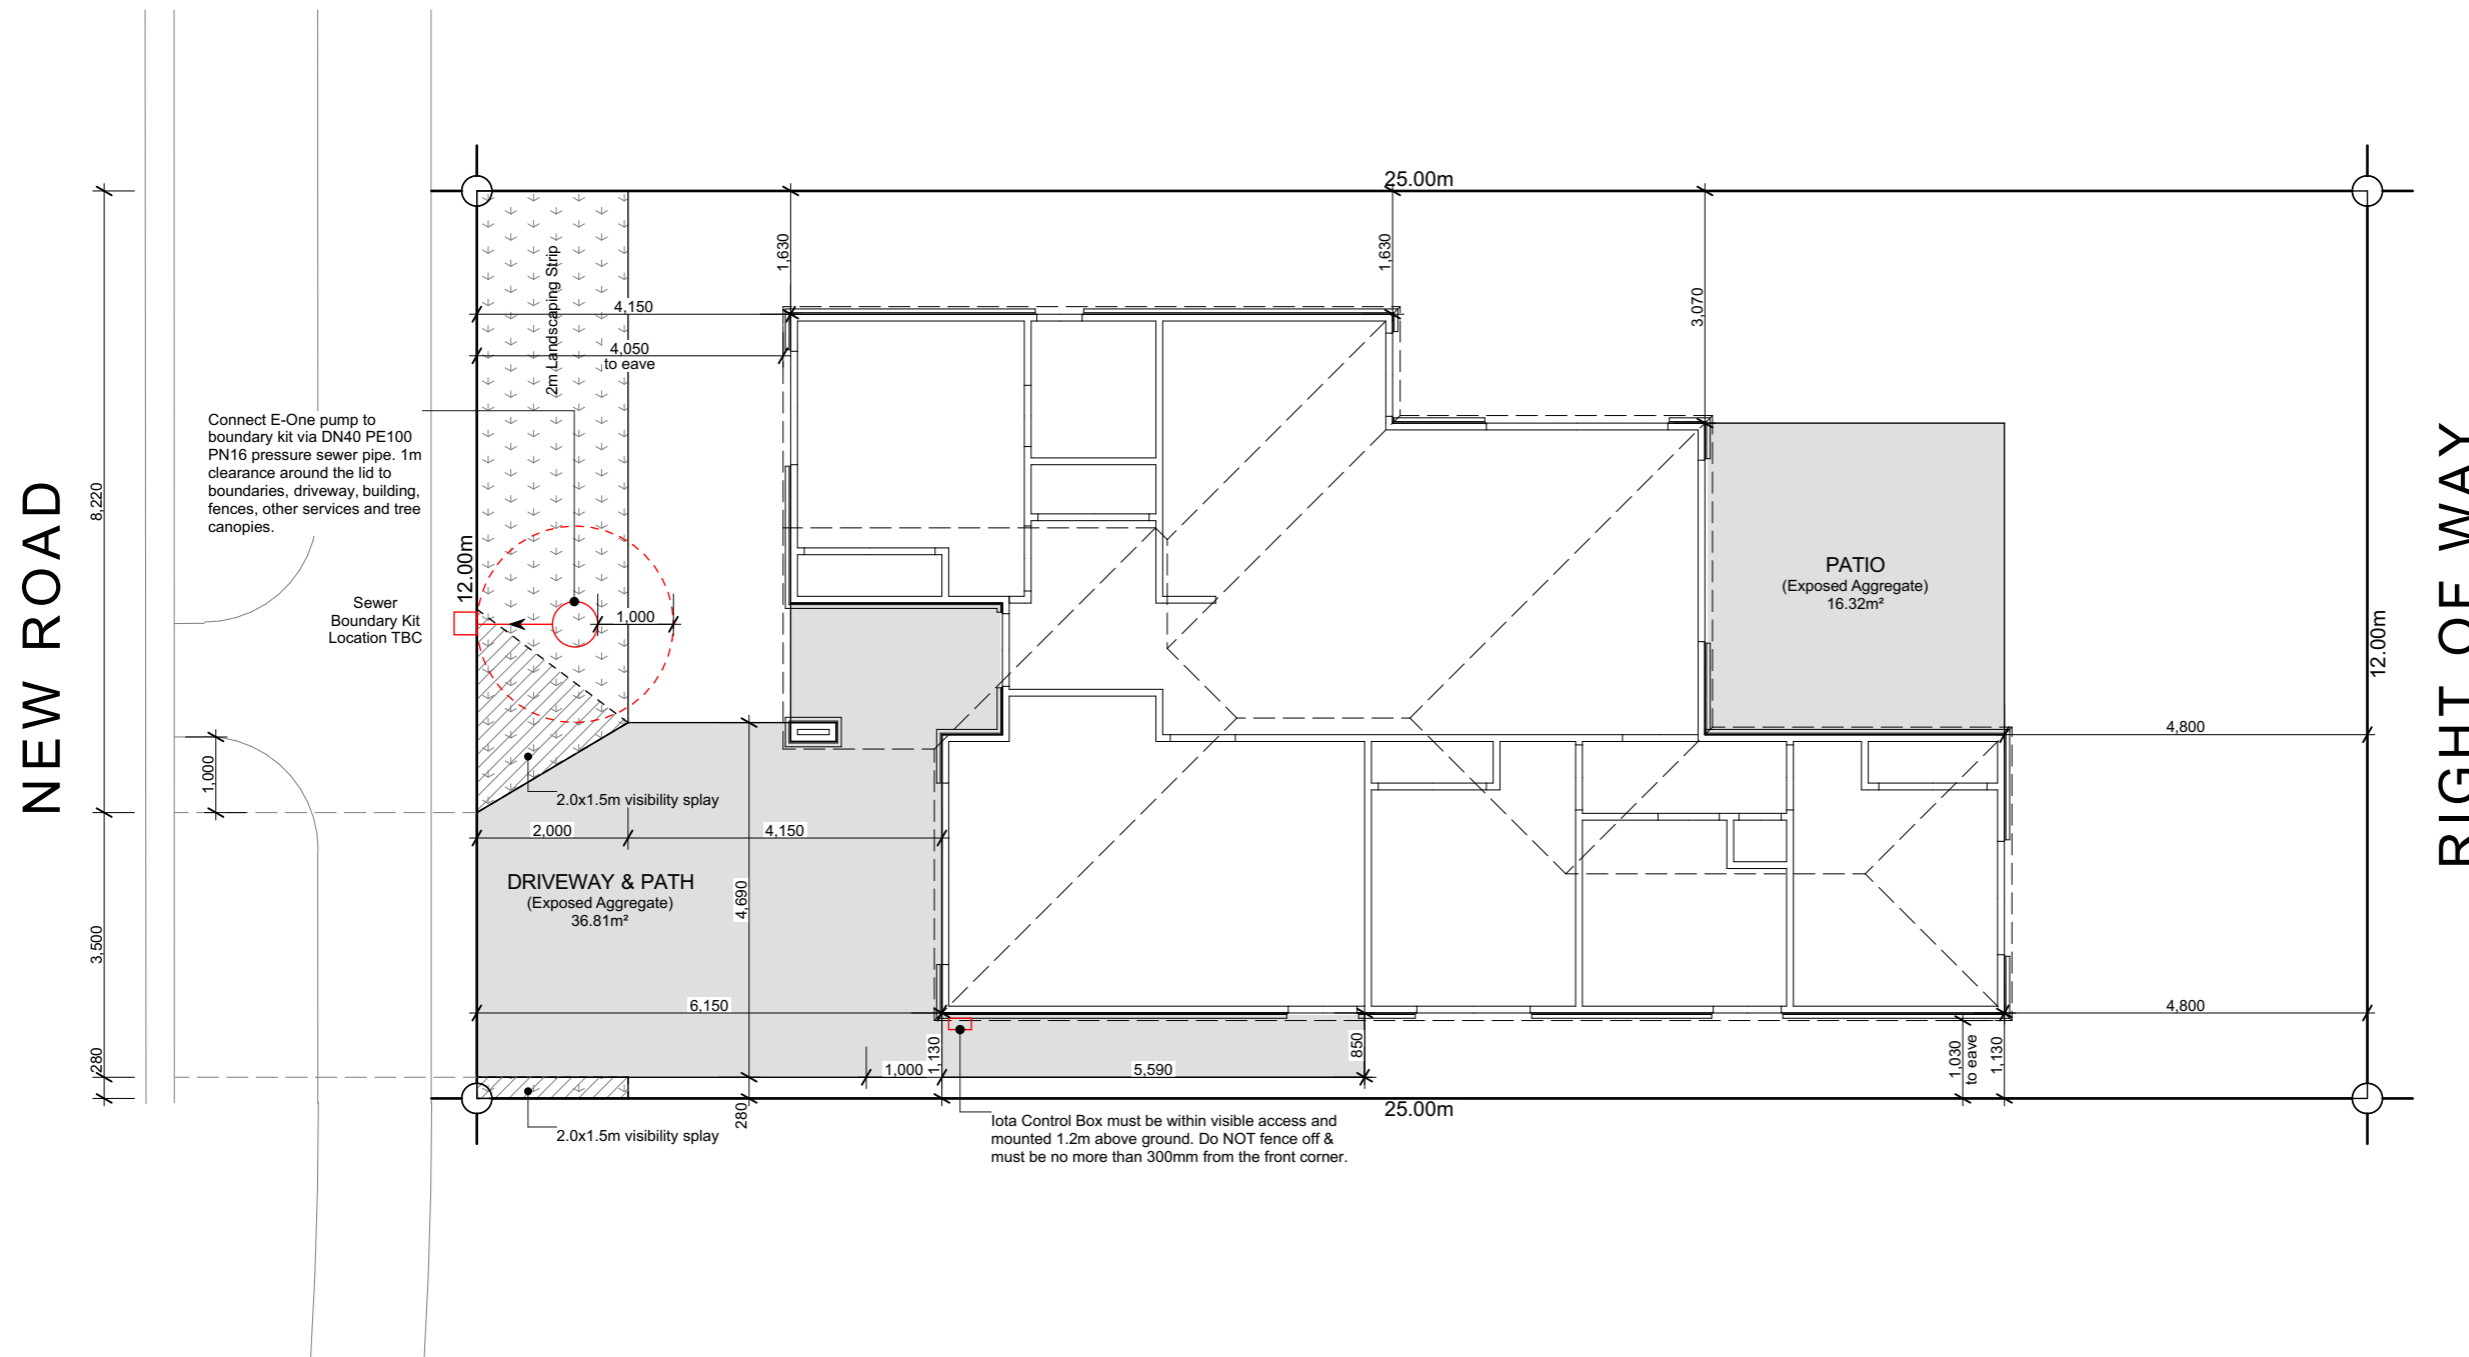 NEW ROAD
RIGHT OF WAY
25.00m
1,630
1,630
3,070
2m Landscaping Strip
4,150
4,050
to eave
8,220
Connect E-One pump to
boundary kit via DN40 PE100
PN16 pressure sewer pipe. 1m
clearance around the lid to
boundaries, driveway, building,
fences, other services and tree
canopies.
12.00m
Sewer
Boundary Kit
Location TBC
1,000
PATIO
(Exposed Aggregate)
16.32m²
12.00m
4,800
1,000
2.0x1.5m visibility splay
2,000
4,150
DRIVEWAY & PATH
(Exposed Aggregate)
36.81m²
4,690
3,500
6,150
4,800
280
1,000
1,130
5,590
850
1,030
to eave
1,130
280
25.00m
2.0x1.5m visibility splay
Iota Control Box must be within visible access and
mounted 1.2m above ground. Do NOT fence off &
must be no more than 300mm from the front corner.